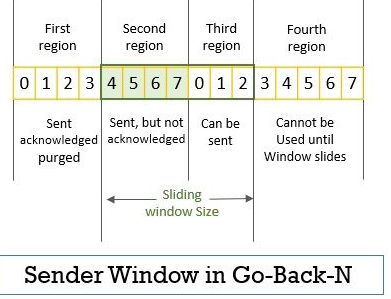 First region
Second region
Third region
Fourth region
0 1 2 3 4 5 6 7 0 1 2 3 4 5 6 7
Sent acknowledged purged
Sent, but not acknowledged
Can be sent
Cannot be Used until Window slides
Sliding window Size
Sender Window in Go-Back-N